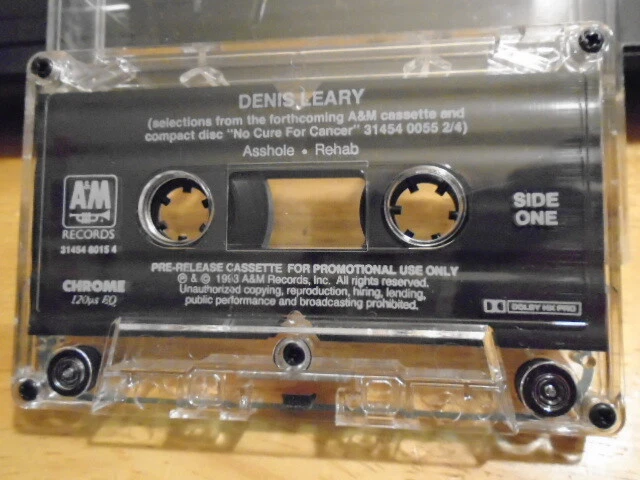 DENIS LEARY
(selections from the forthcoming A&M cassette and
compact disc "No Cure For Cancer" 31454 0055 2/4)
Asshole • Rehab
A&M
RECORDS
31454 8015 4
SIDE
ONE
CHROME
120µs EQ
PRE-RELEASE CASSETTE FOR PROMOTIONAL USE ONLY
℗ & © 1993 A&M Records, Inc. All rights reserved.
Unauthorized copying, reproduction, hiring, lending,
public performance and broadcasting prohibited.
DOLBY HX PRO